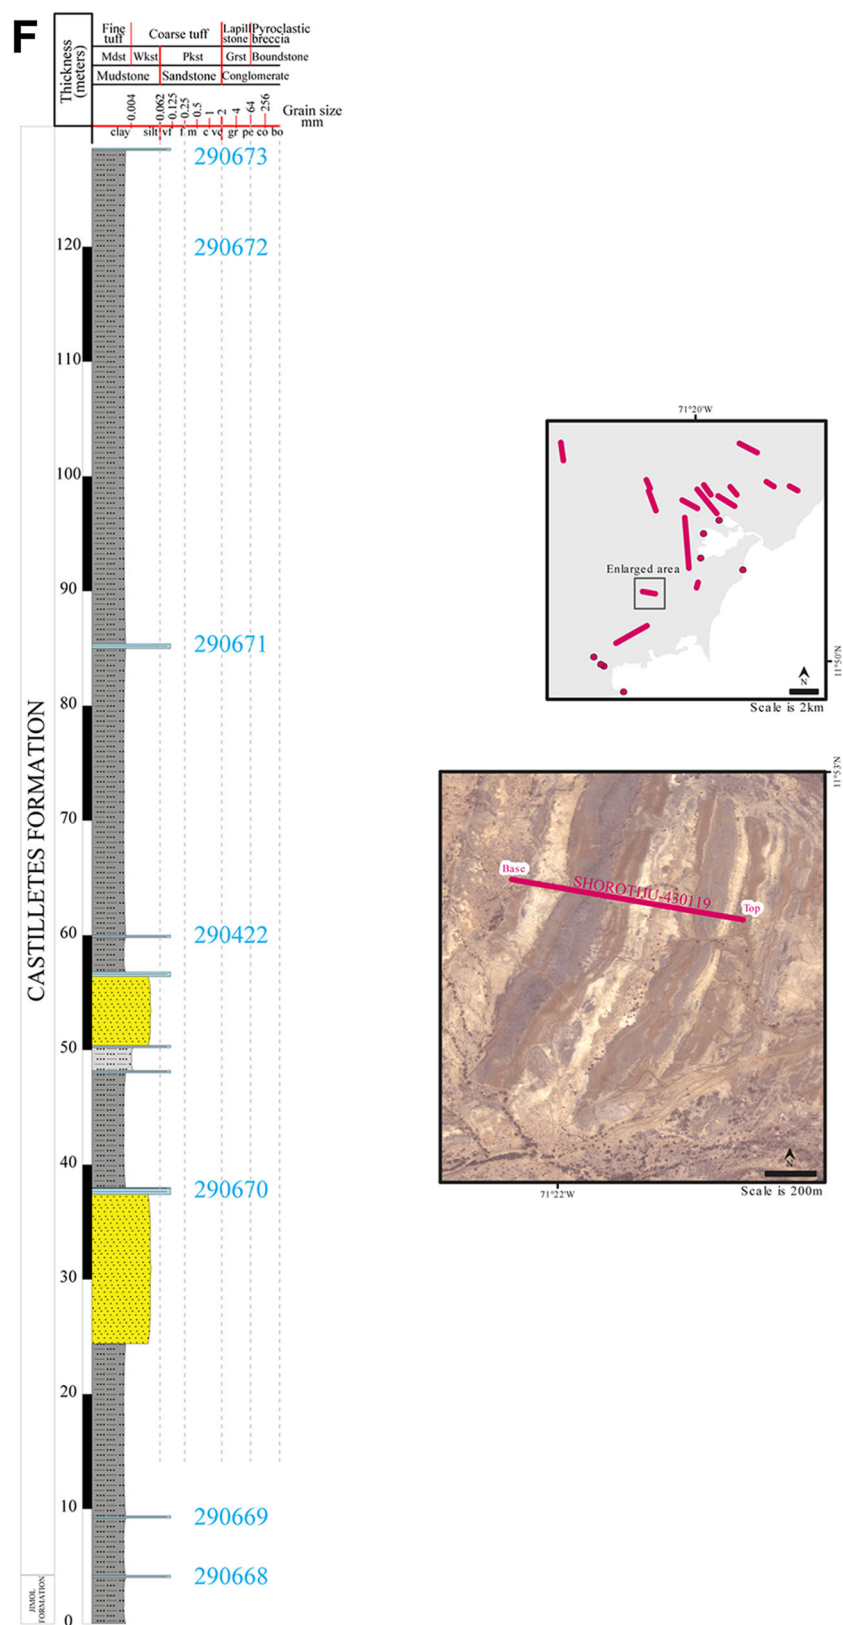 F
Thickness
(meters)
Fine
tuff
Coarse tuff
Lapill
stone
Pyroclastic
breccia
Mdst
Wkst
Pkst
Grst
Boundstone
Mudstone
Sandstone
Conglomerate
0.004
0.062
0.125
0.25
0.5
1
2
4
64
256
Grain size
mm
clay
silt
vf
f
m
c
vc
gr
pe
co
bo
290673
120
290672
110
100
90
290671
80
70
CASTILLETES FORMATION
60
290422
50
40
290670
30
20
10
290669
290668
JIMOL
FORMATION
0
71°20'W
Enlarged area
11°50'N
N
Scale is 2km
11°53'N
Base
SHOROTIJU-430119
Top
N
71°22'W
Scale is 200m